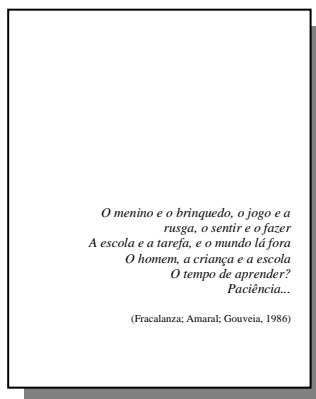 O menino e o brinquedo, o jogo e a
rusga, o sentir e o fazer
A escola e a tarefa, e o mundo lá fora
O homem, a criança e a escola
O tempo de aprender?
Paciência...
(Fracalanza; Amaral; Gouveia, 1986)